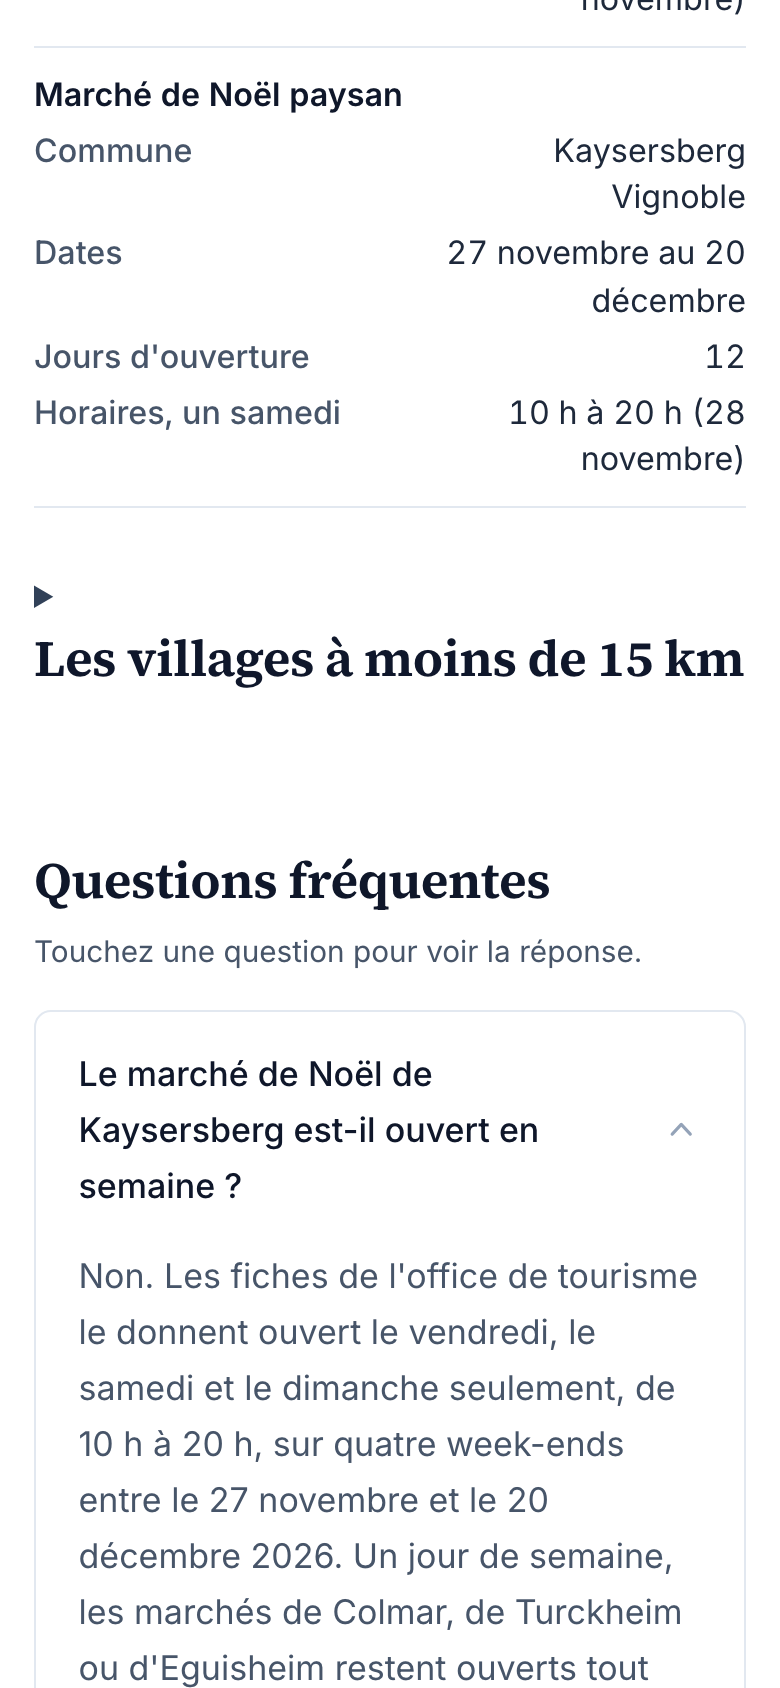 novembre)
Marché de Noël paysan
Commune Kaysersberg
Vignoble
Dates 27 novembre au 20
décembre
Jours d'ouverture 12
Horaires, un samedi 10 h à 20 h (28
novembre)
Les villages à moins de 15 km
Questions fréquentes
Touchez une question pour voir la réponse.
Le marché de Noël de
Kaysersberg est-il ouvert en
semaine ?
Non. Les fiches de l'office de tourisme
le donnent ouvert le vendredi, le
samedi et le dimanche seulement, de
10 h à 20 h, sur quatre week-ends
entre le 27 novembre et le 20
décembre 2026. Un jour de semaine,
les marchés de Colmar, de Turckheim
ou d'Eguisheim restent ouverts tout